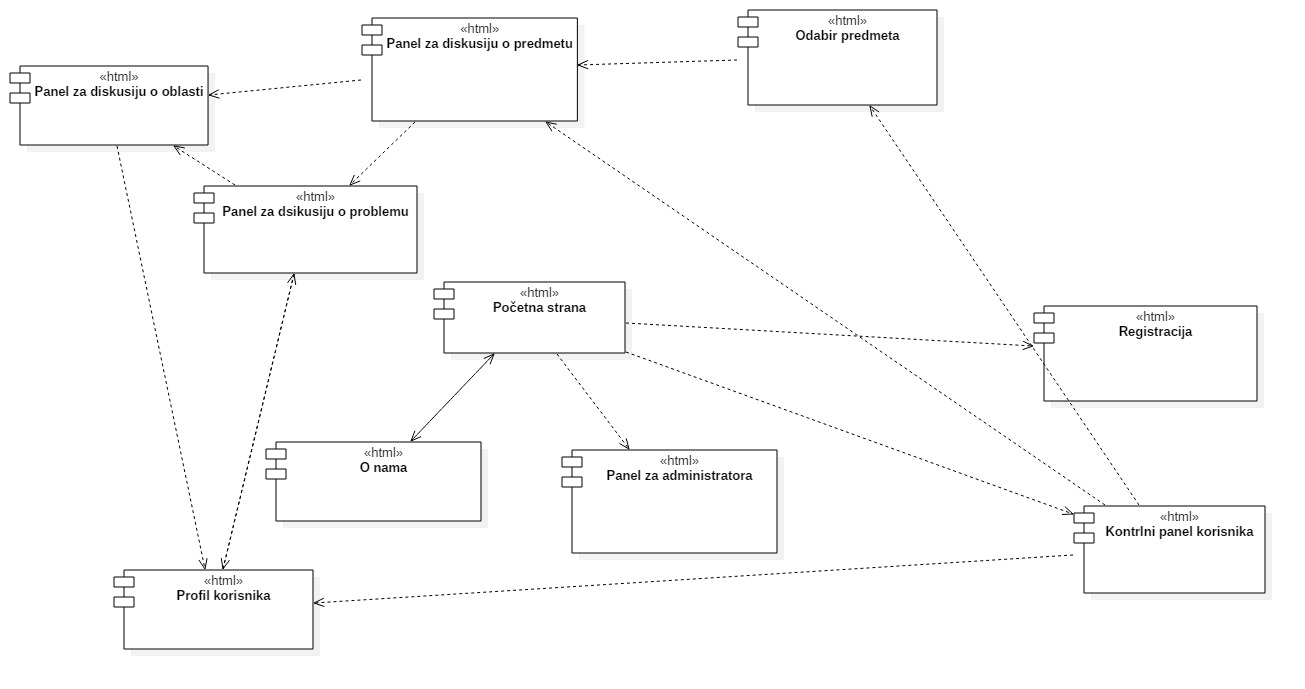 «html»
Odabir predmeta
«html»
Panel za diskusiju o predmetu
«html»
Panel za diskusiju o oblasti
«html»
Panel za dsikusiju o problemu
«html»
Početna strana
«html»
Registracija
«html»
O nama
«html»
Panel za administratora
«html»
Kontrlni panel korisnika
«html»
Profil korisnika